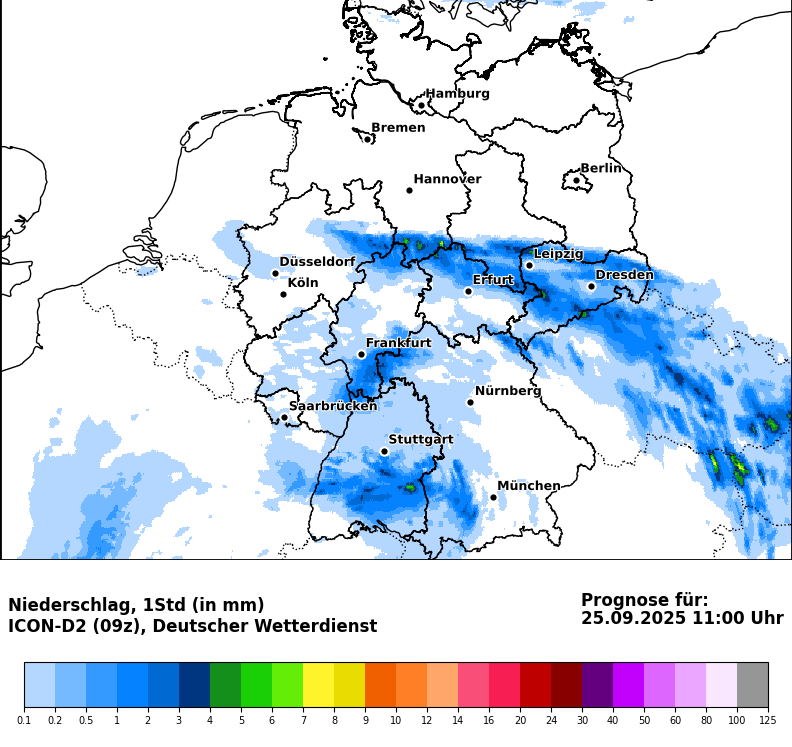 Hamburg
Bremen
Berlin
Hannover
Leipzig
Düsseldorf
Dresden
Erfurt
Köln
Frankfurt
Nürnberg
Saarbrücken
Stuttgart
München
Niederschlag, 1Std (in mm)
ICON-D2 (09z), Deutscher Wetterdienst
Prognose für:
25.09.2025 11:00 Uhr
0.1 0.2 0.5 1 2 3 4 5 6 7 8 9 10 12 14 16 20 24 30 40 50 60 80 100 125